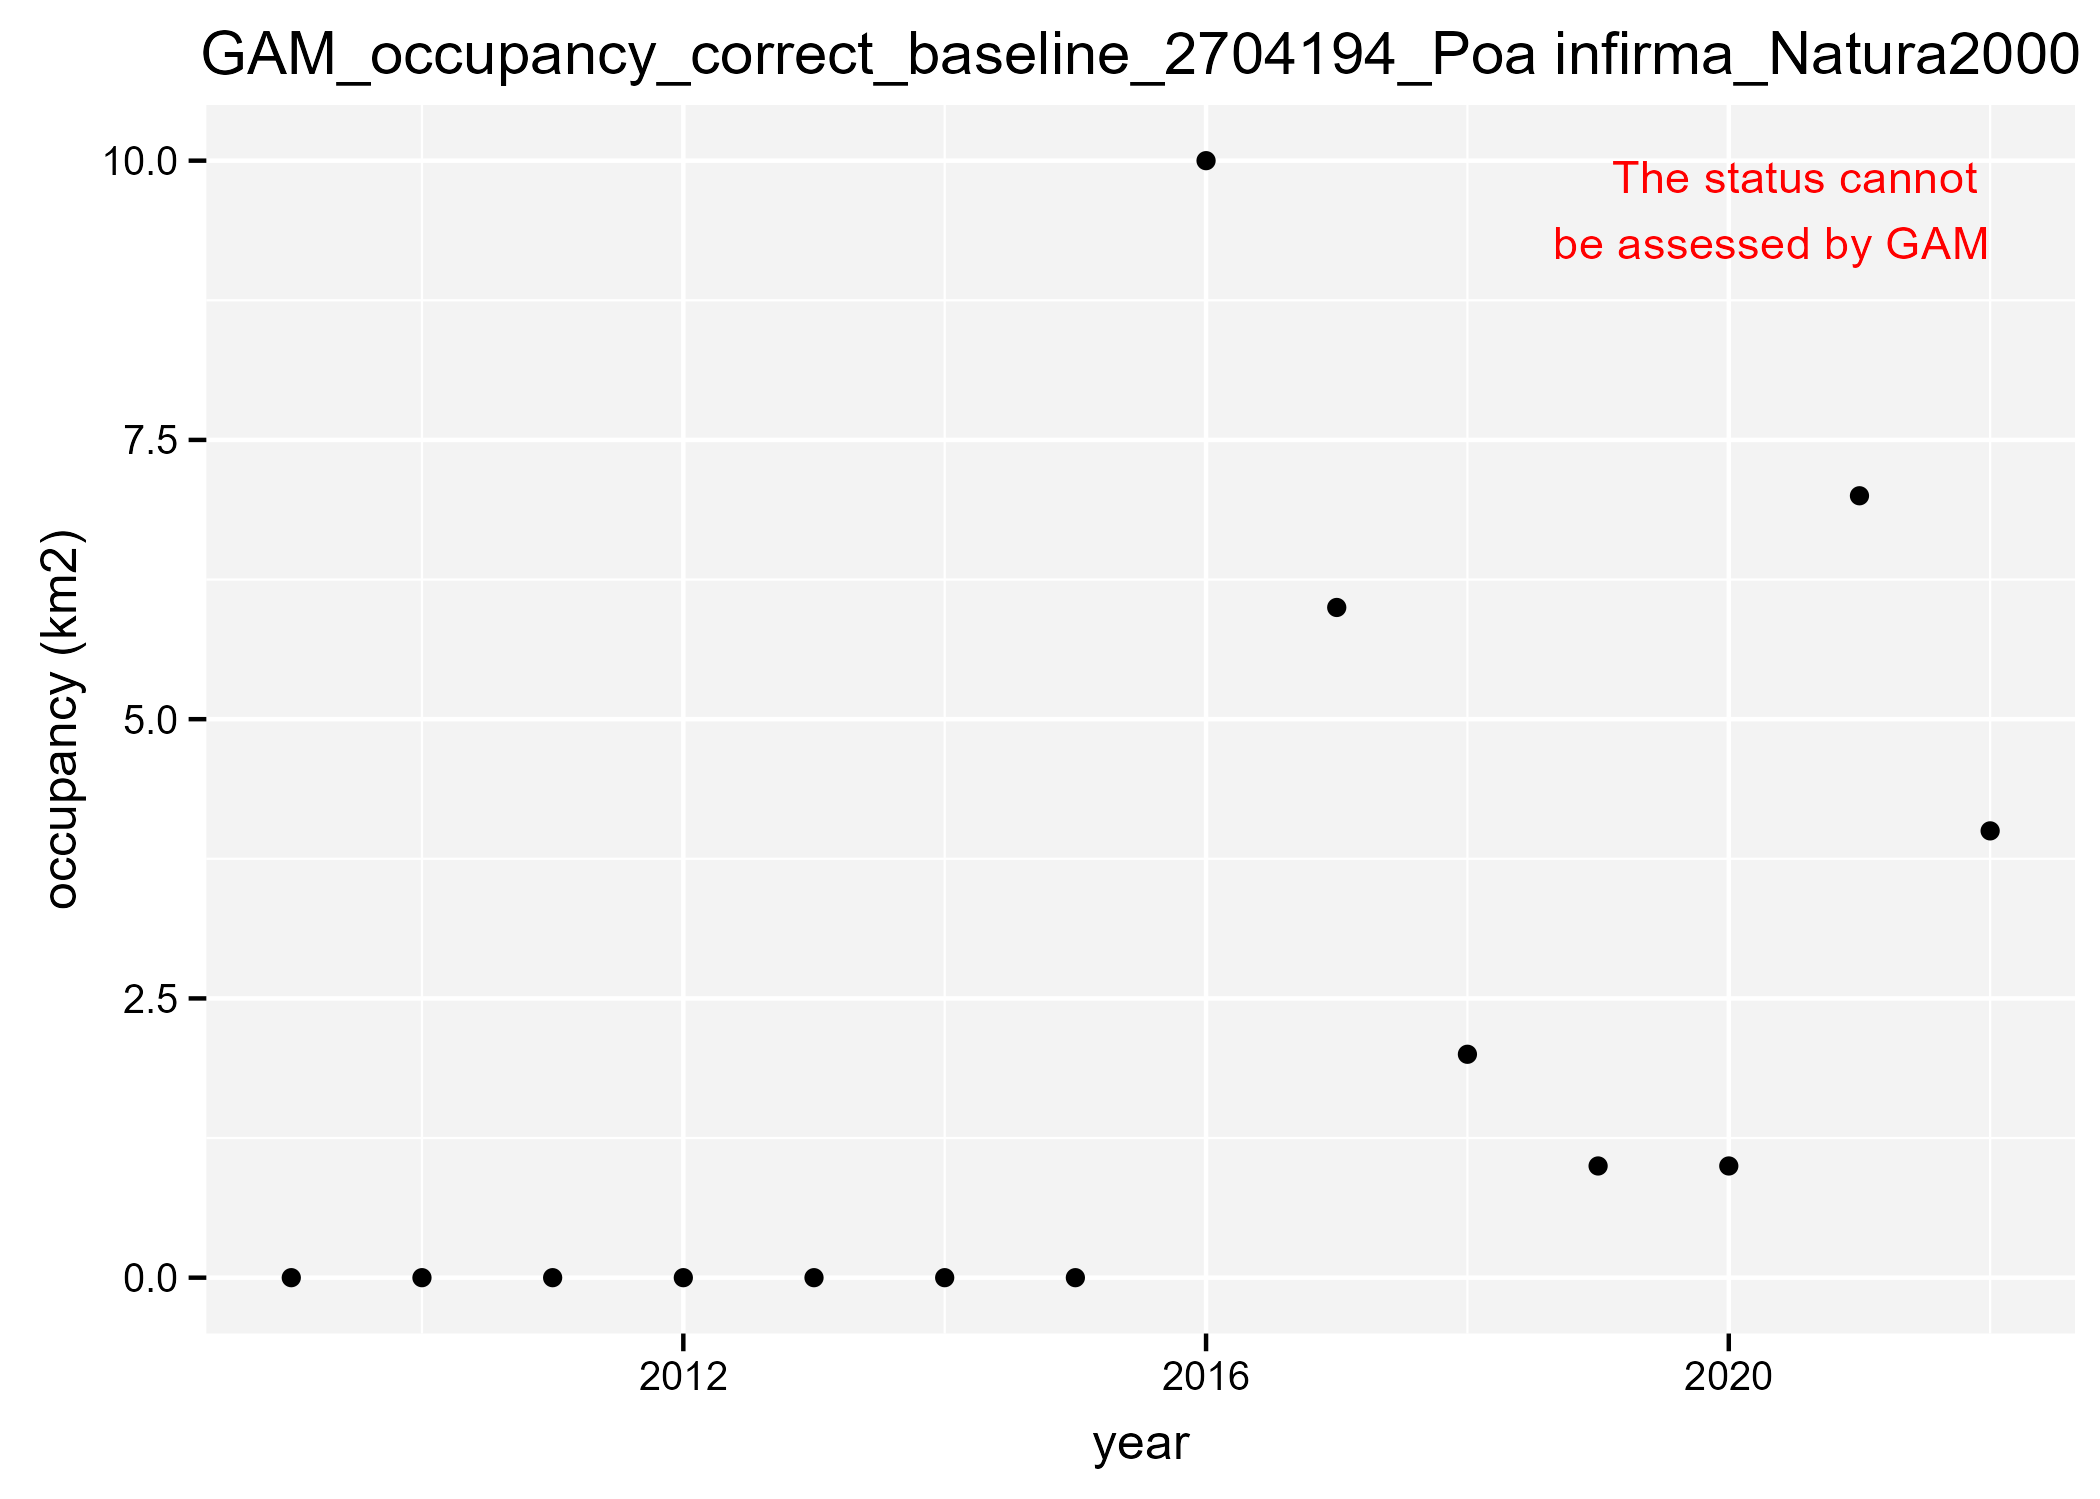 GAM_occupancy_correct_baseline_2704194_Poa infirma_Natura2000
10.0
The status cannot
be assessed by GAM
7.5
occupancy (km2)
5.0
2.5
0.0
2012
2016
2020
year